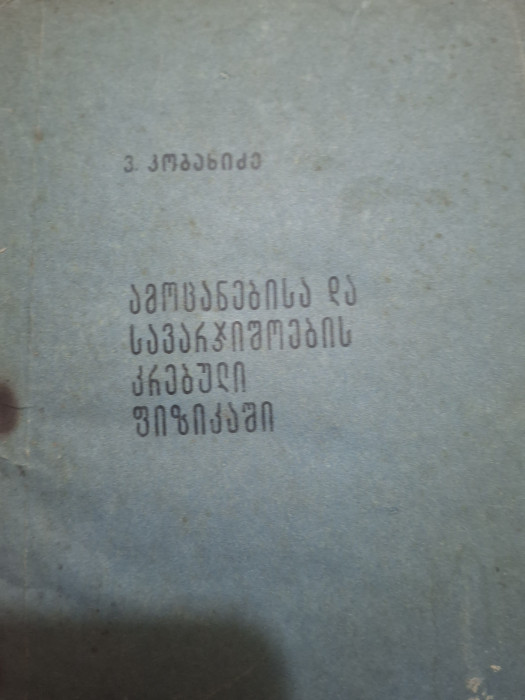 ვ. კობახიძე
ამოცანებისა და
სავარჯიშოების
კრებული
ფიზიკაში